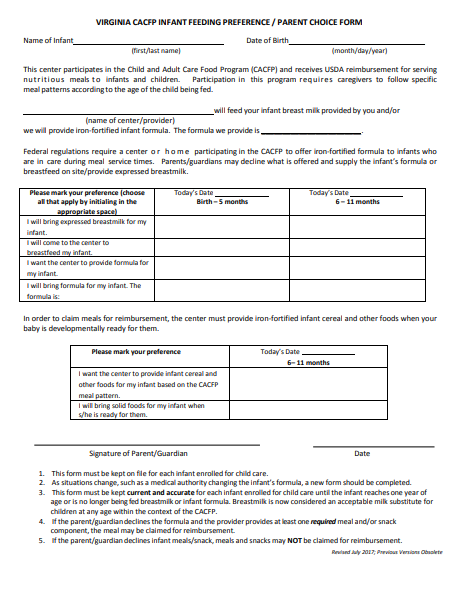 VIRGINIA CACFP INFANT FEEDING PREFERENCE / PARENT CHOICE FORM
Name of Infant Date of Birth
(first/last name) (month/day/year)
This center participates in the Child and Adult Care Food Program (CACFP) and receives USDA reimbursement for serving
nutritious meals to infants and children. Participation in this program requires caregivers to follow specific
meal patterns according to the age of the child being fed.
will feed your infant breast milk provided by you and/or
(name of center/provider)
we will provide iron-fortified infant formula. The formula we provide is .
Federal regulations require a center or home participating in the CACFP to offer iron-fortified formula to infants who
are in care during meal service times. Parents/guardians may decline what is offered and supply the infant's formula or
breastfeed on site/provide expressed breastmilk.
Please mark your preference (choose
all that apply by initialing in the
appropriate space)
Today's Date
Birth – 5 months
Today's Date
6 – 11 months
I will bring expressed breastmilk for my
infant.
I will come to the center to
breastfeed my infant.
I want the center to provide formula for
my infant.
I will bring formula for my infant. The
formula is:
In order to claim meals for reimbursement, the center must provide iron-fortified infant cereal and other foods when your
baby is developmentally ready for them.
Please mark your preference
Today's Date
6– 11 months
I want the center to provide infant cereal and
other foods for my infant based on the CACFP
meal pattern.
I will bring solid foods for my infant when
s/he is ready for them.
Signature of Parent/Guardian Date
1. This form must be kept on file for each infant enrolled for child care.
2. As situations change, such as a medical authority changing the infant's formula, a new form should be completed.
3. This form must be kept current and accurate for each infant enrolled for child care until the infant reaches one year of
age or is no longer being fed breastmilk or infant formula. Breastmilk is now considered an acceptable milk substitute for
children at any age within the context of the CACFP.
4. If the parent/guardian declines the formula and the provider provides at least one required meal and/or snack
component, the meal may be claimed for reimbursement.
5. If the parent/guardian declines infant meals/snack, meals and snacks may NOT be claimed for reimbursement.
Revised July 2017; Previous Versions Obsolete